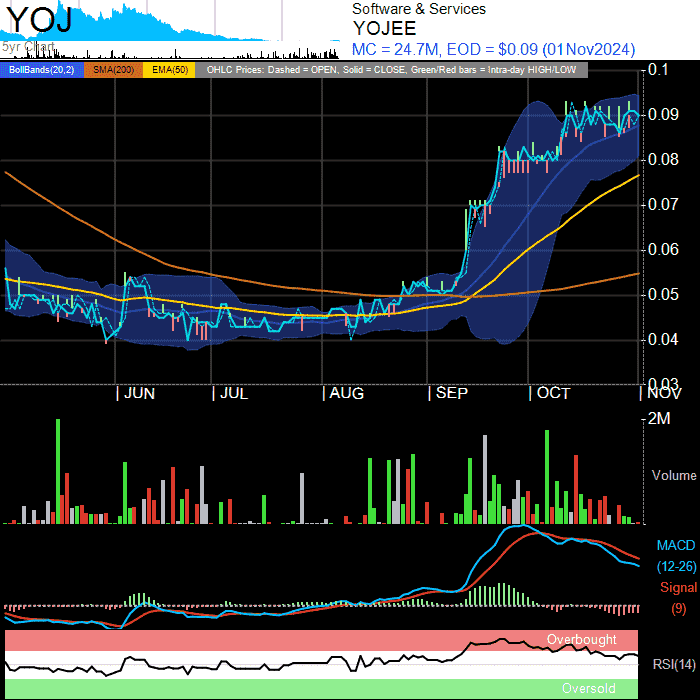 YOJ
5yr Chart
Software & Services
YOJEE
MC = 24.7M, EOD = $0.09 (01Nov2024)
BollBands(20,2) SMA(200) EMA(50) OHLC Prices: Dashed = OPEN, Solid = CLOSE, Green/Red bars = Intra-day HIGH/LOW
0.1
0.09
0.08
0.07
0.06
0.05
0.04
0.03
JUN JUL AUG SEP OCT NOV
2M
Volume
MACD
(12-26)
Signal
(9)
Overbought
RSI(14)
Oversold